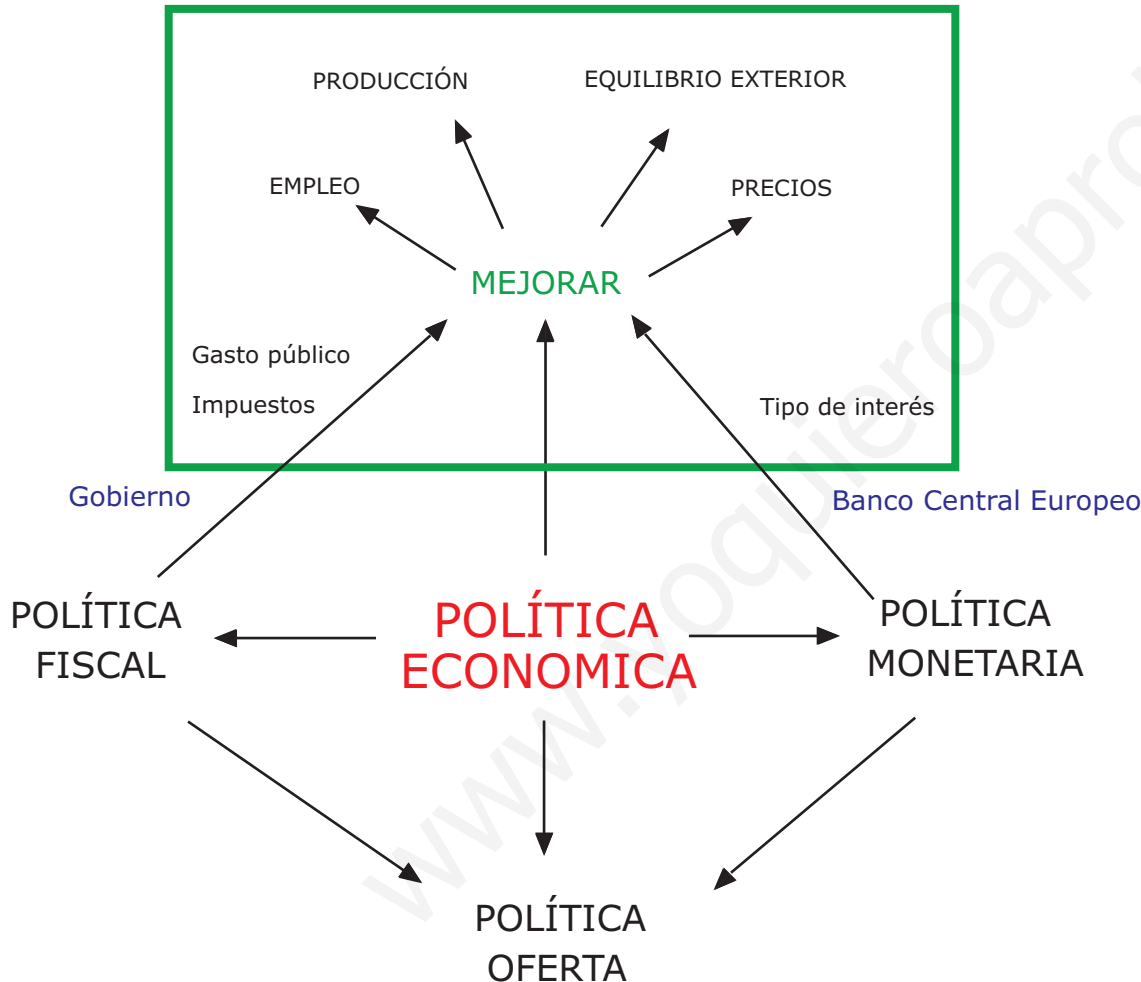 PRODUCCIÓN
EQUILIBRIO EXTERIOR
EMPLEO
PRECIOS
MEJORAR
Gasto público
Impuestos
Tipo de interés
Gobierno
Banco Central Europeo
POLÍTICA
FISCAL
POLÍTICA
ECONOMICA
POLÍTICA
MONETARIA
POLÍTICA
OFERTA